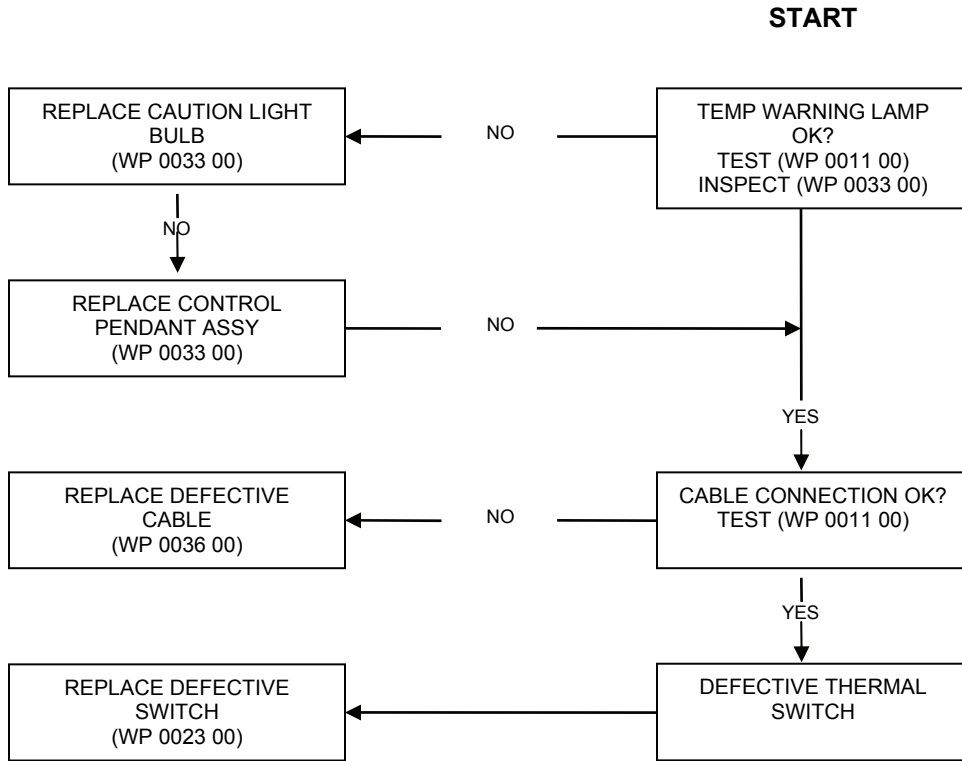 START
REPLACE CAUTION LIGHT
BULB
(WP 0033 00)
NO
TEMP WARNING LAMP
OK?
TEST (WP 0011 00)
INSPECT (WP 0033 00)
NO
REPLACE CONTROL
PENDANT ASSY
(WP 0033 00)
NO
YES
REPLACE DEFECTIVE
CABLE
(WP 0036 00)
NO
CABLE CONNECTION OK?
TEST (WP 0011 00)
YES
REPLACE DEFECTIVE
SWITCH
(WP 0023 00)
DEFECTIVE THERMAL
SWITCH